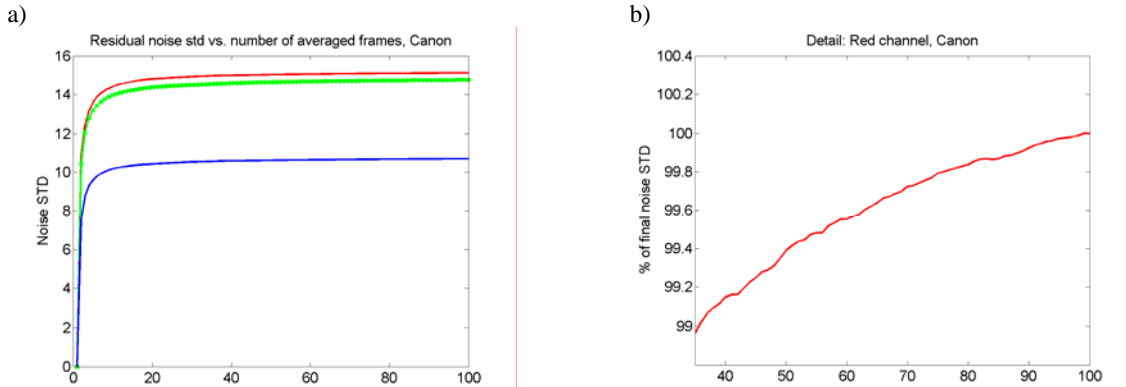 a)
b)
Residual noise std vs. number of averaged frames, Canon
16
14
12
10
8
6
4
2
0
Noise STD
0 20 40 60 80 100
Detail: Red channel, Canon
100.4
100.2
100
99.8
99.6
99.4
99.2
99
% of final noise STD
40 50 60 70 80 90 100